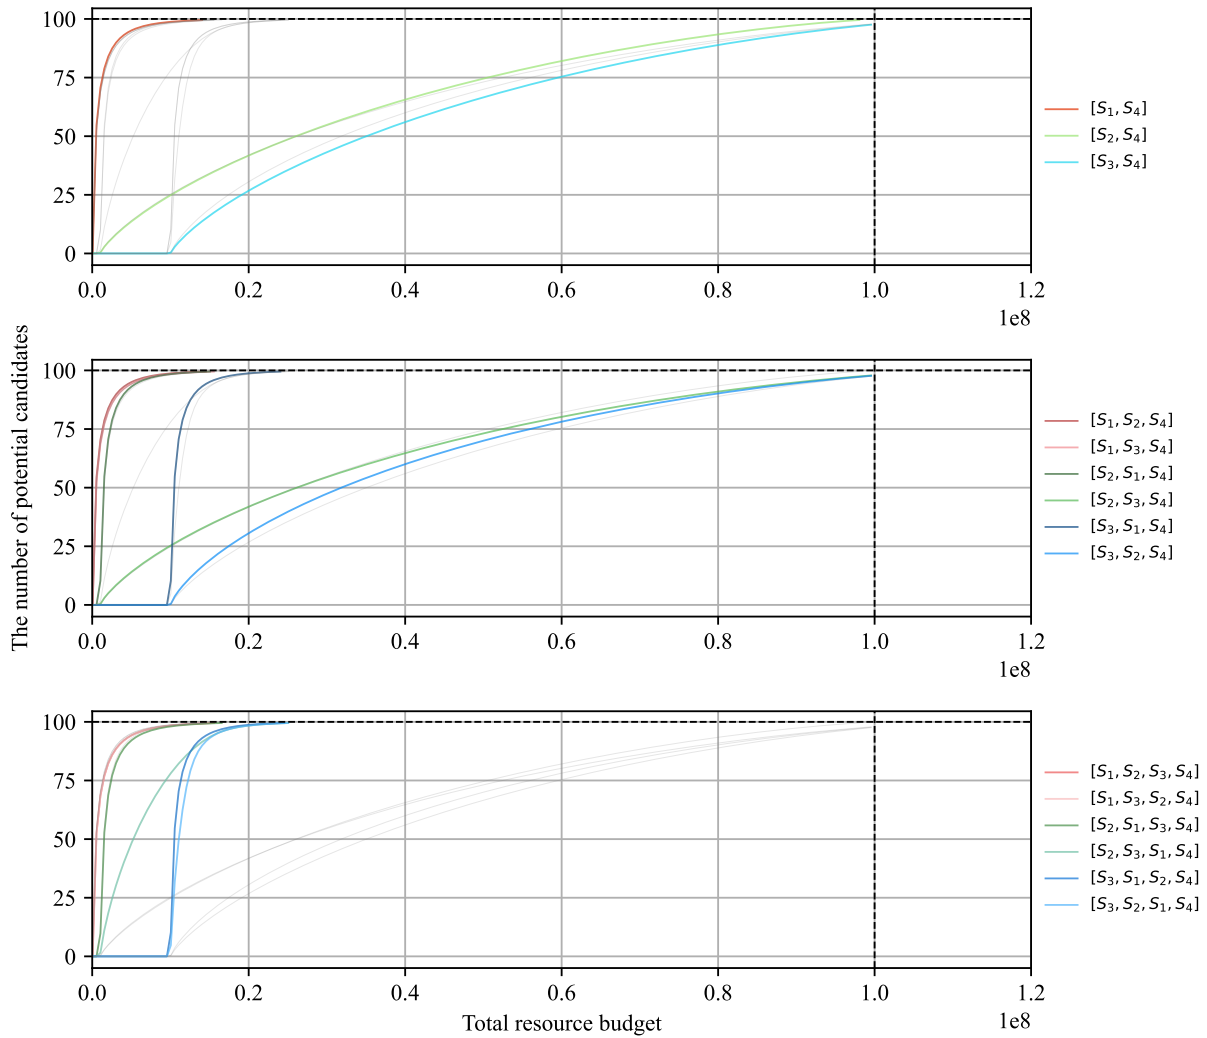 100
75
50
25
0
0.0 0.2 0.4 0.6 0.8 1.0 1.2
1e8
[S₁, S₄]
[S₂, S₄]
[S₃, S₄]
The number of potential candidates
100
75
50
25
0
0.0 0.2 0.4 0.6 0.8 1.0 1.2
1e8
[S₁, S₂, S₄]
[S₁, S₃, S₄]
[S₂, S₁, S₄]
[S₂, S₃, S₄]
[S₃, S₁, S₄]
[S₃, S₂, S₄]
100
75
50
25
0
0.0 0.2 0.4 0.6 0.8 1.0 1.2
1e8
Total resource budget
[S₁, S₂, S₃, S₄]
[S₁, S₃, S₂, S₄]
[S₂, S₁, S₃, S₄]
[S₂, S₃, S₁, S₄]
[S₃, S₁, S₂, S₄]
[S₃, S₂, S₁, S₄]